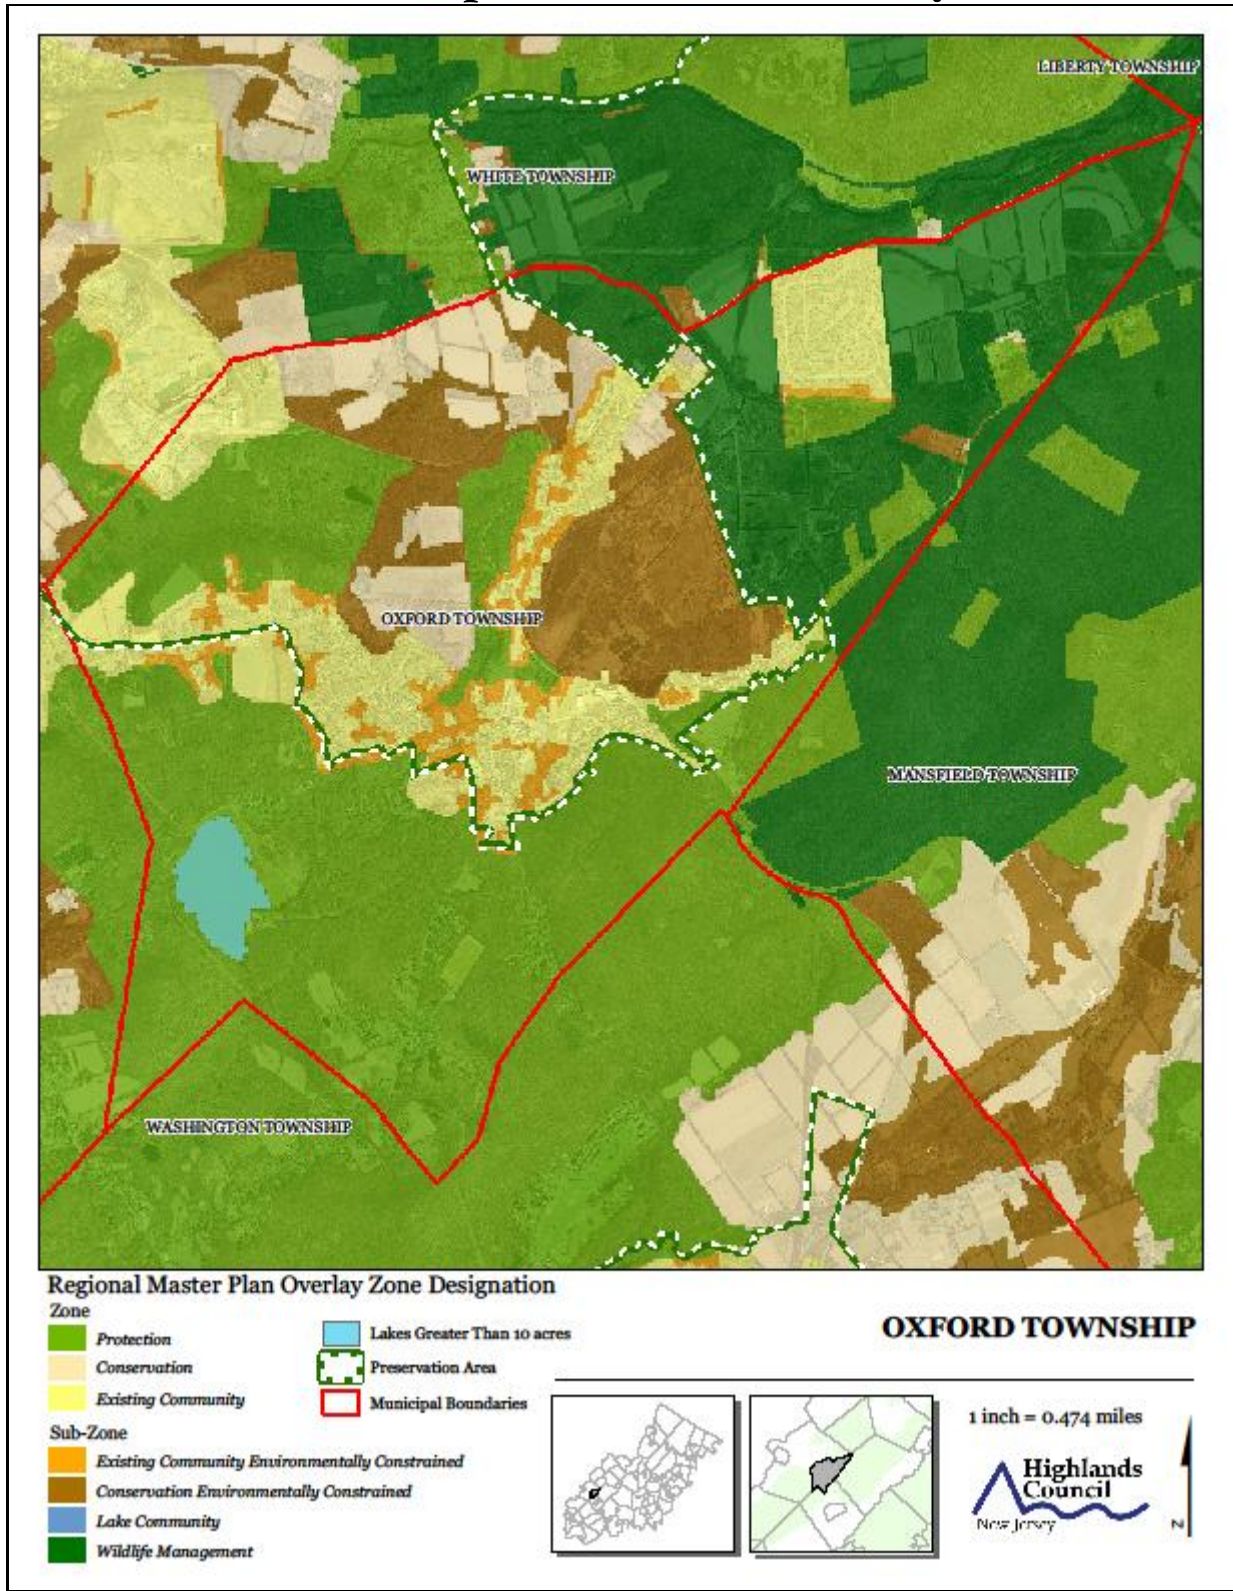 LIBERTY TOWNSHIP
WHITE TOWNSHIP
OXFORD TOWNSHIP
MANSFIELD TOWNSHIP
WASHINGTON TOWNSHIP
Regional Master Plan Overlay Zone Designation
Zone
Protection
Conservation
Existing Community
Lakes Greater Than 10 acres
Preservation Area
Municipal Boundaries
Sub-Zone
Existing Community Environmentally Constrained
Conservation Environmentally Constrained
Lake Community
Wildlife Management
OXFORD TOWNSHIP
1 inch = 0.474 miles
Highlands
Council
New Jersey
N